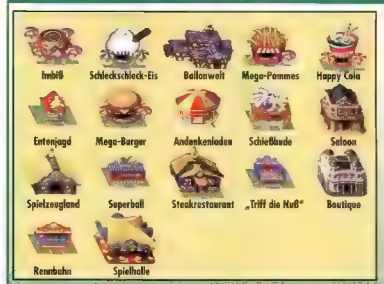 Imbiß Schleckschleck-Eis Ballonwelt Mega-Pommes Happy Cola
Entenjagd Mega-Burger Andenkenladen Schießbude Saloon
Spielzeugland Superball Steakrestaurant „Triff die Nuß" Boutique
Rennbahn Spielhalle